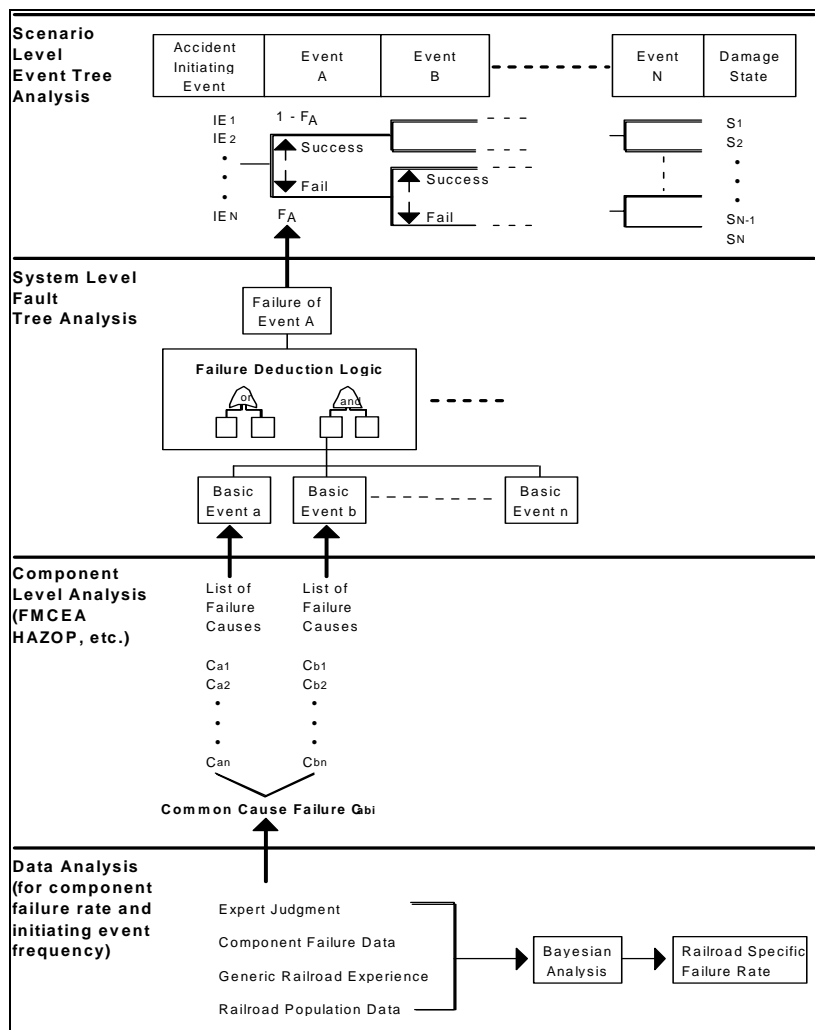 Scenario
Level
Event Tree
Analysis
Accident
Initiating
Event
Event
A
Event
B
Event
N
Damage
State
IE1
IE2
IEN
1 - FA
Success
Fail
FA
Success
Fail
S1
S2
SN-1
SN
System Level
Fault
Tree Analysis
Failure of
Event A
Failure Deduction Logic
or
and
Basic
Event a
Basic
Event b
Basic
Event n
Component
Level Analysis
(FMCEA
HAZOP, etc.)
List of
Failure
Causes
Ca1
Ca2
Can
List of
Failure
Causes
Cb1
Cb2
Cbn
Common Cause Failure Cabi
Data Analysis
(for component
failure rate and
initiating event
frequency)
Expert Judgment
Component Failure Data
Generic Railroad Experience
Railroad Population Data
Bayesian
Analysis
Railroad Specific
Failure Rate